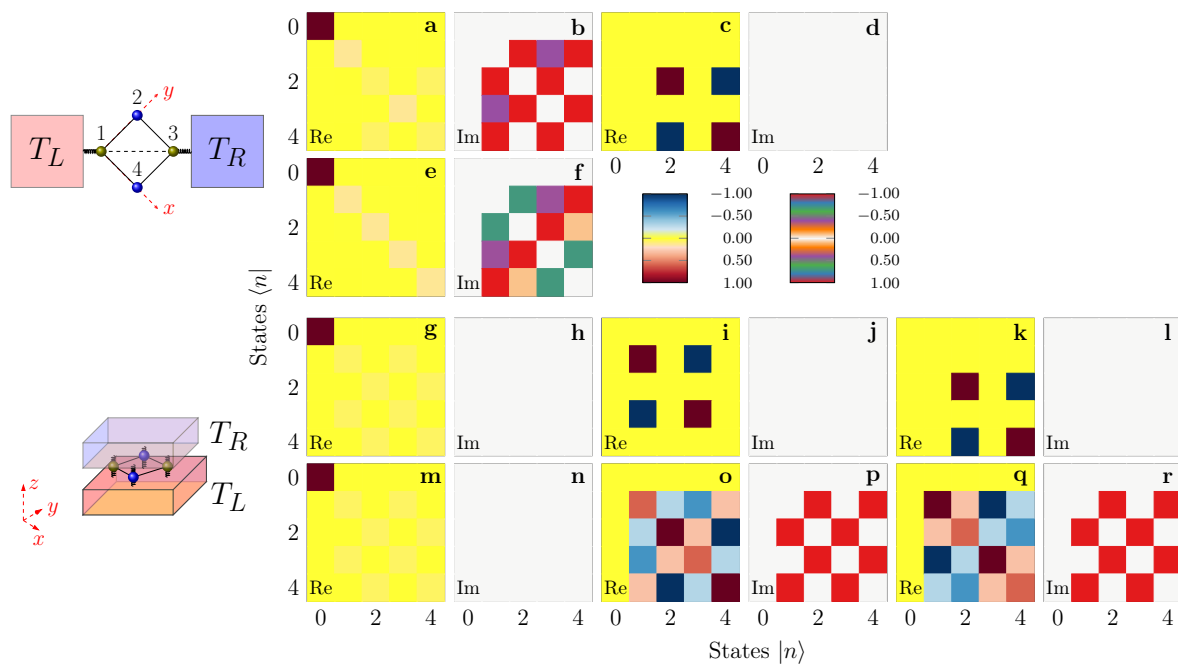 0 a b c d
2 y
2
1 3
T_L T_R
4
4 Re Im Re
x
0 2 4 0 2 4
0 e f
−1.00 −1.00
−0.50 −0.50
2 0.00 0.00
0.50 0.50
4 Re Im 1.00 1.00
States ⟨n|
0 g h i j k l
2
4 Re Im Re Im Re Im
T_R
T_L
z
y
x
0 m n o p q r
2
4 Re Im Re Im Re Im
0 2 4 0 2 4 0 2 4 0 2 4 0 2 4 0 2 4
States |n⟩